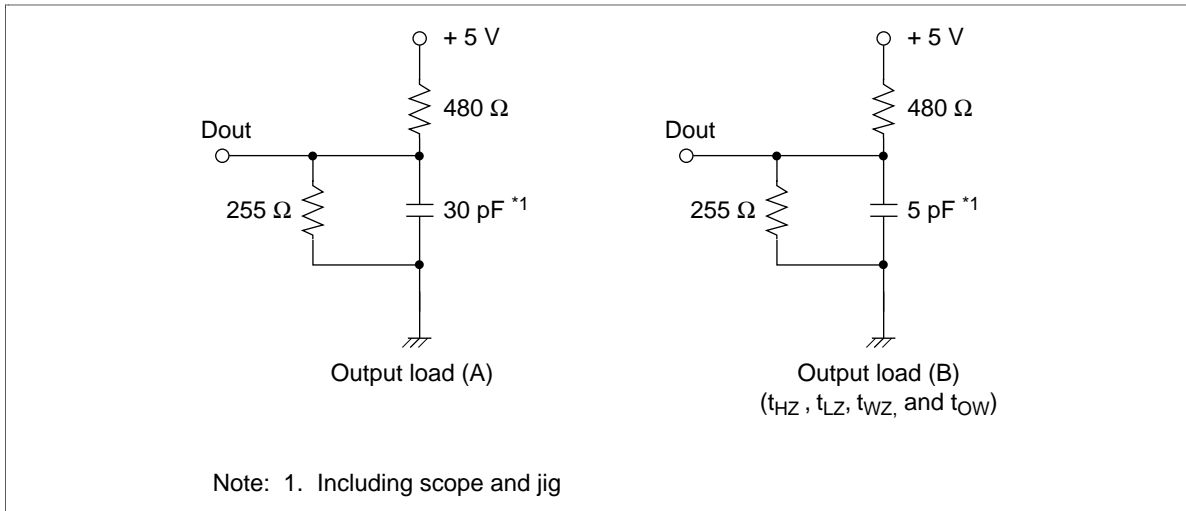 + 5 V
480 Ω
Dout
255 Ω
30 pF *1
Output load (A)
+ 5 V
480 Ω
Dout
255 Ω
5 pF *1
Output load (B)
(tHZ , tLZ, tWZ, and tOW)
Note: 1. Including scope and jig